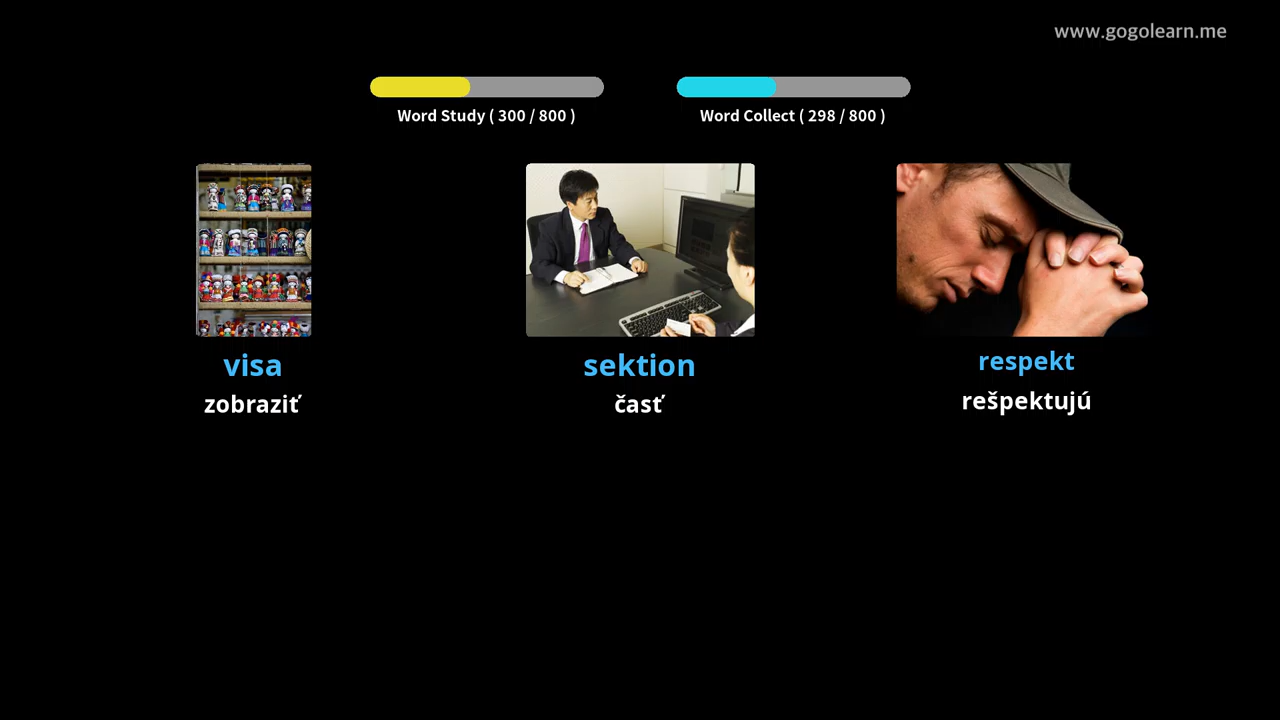 www.gogolearn.me
Word Study ( 300 / 800 )
Word Collect ( 298 / 800 )
visa
sektion
respekt
zobraziť
časť
rešpektujú